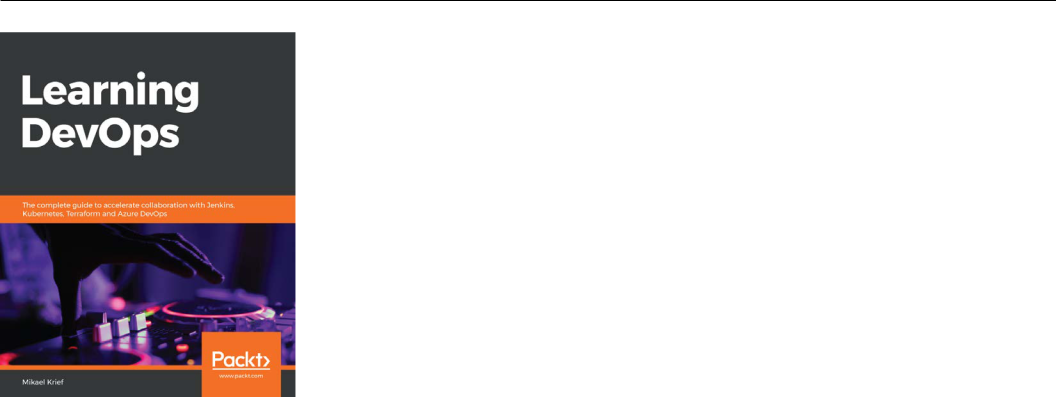 Learning
DevOps
The complete guide to accelerate collaboration with Jenkins,
Kubernetes, Terraform and Azure DevOps
Packt>
www.packt.com
Mikael Krief